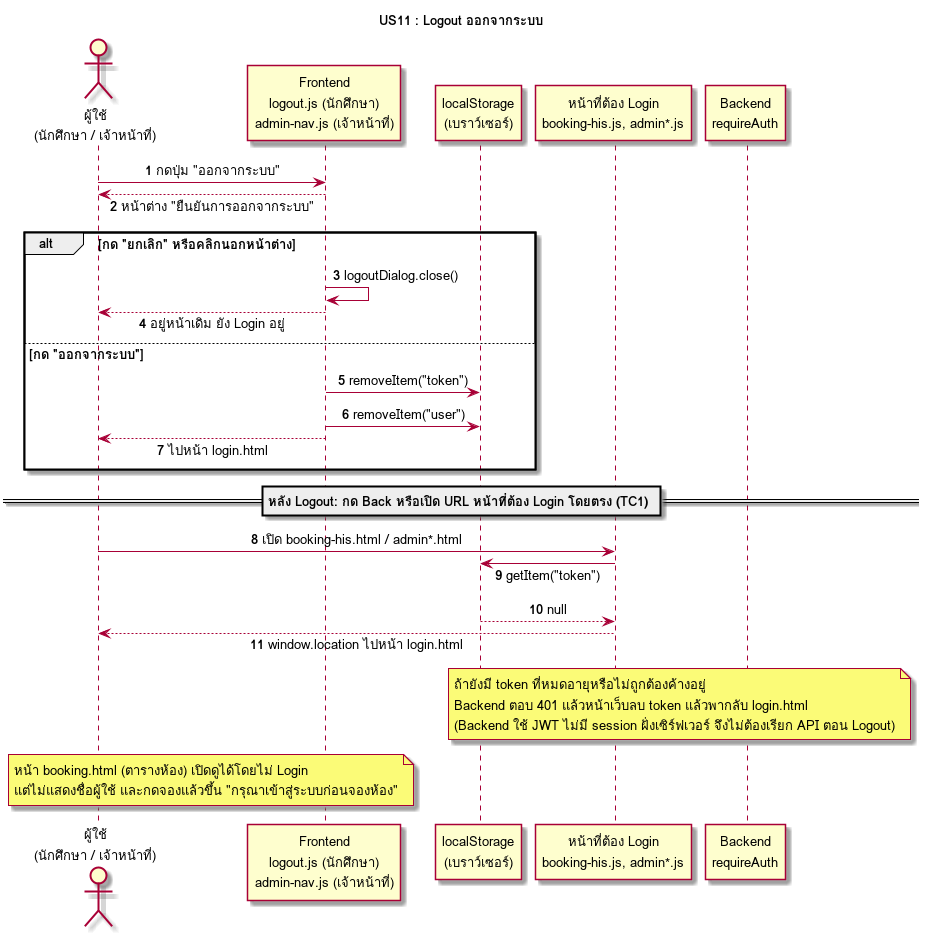 US11 : Logout ออกจากระบบ
ผู้ใช้
(นักศึกษา / เจ้าหน้าที่)
Frontend
logout.js (นักศึกษา)
admin-nav.js (เจ้าหน้าที่)
localStorage
(เบราว์เซอร์)
หน้าที่ต้อง Login
booking-his.js, admin*.js
Backend
requireAuth
1 กดปุ่ม "ออกจากระบบ"
2 หน้าต่าง "ยืนยันการออกจากระบบ"
alt [กด "ยกเลิก" หรือคลิกนอกหน้าต่าง]
3 logoutDialog.close()
4 อยู่หน้าเดิม ยัง Login อยู่
[กด "ออกจากระบบ"]
5 removeItem("token")
6 removeItem("user")
7 ไปหน้า login.html
หลัง Logout: กด Back หรือเปิด URL หน้าที่ต้อง Login โดยตรง (TC1)
8 เปิด booking-his.html / admin*.html
9 getItem("token")
10 null
11 window.location ไปหน้า login.html
ถ้ายังมี token ที่หมดอายุหรือไม่ถูกต้องค้างอยู่
Backend ตอบ 401 แล้วหน้าเว็บลบ token แล้วพากลับ login.html
(Backend ใช้ JWT ไม่มี session ฝั่งเซิร์ฟเวอร์ จึงไม่ต้องเรียก API ตอน Logout)
หน้า booking.html (ตารางห้อง) เปิดดูได้โดยไม่ Login
แต่ไม่แสดงชื่อผู้ใช้ และกดจองแล้วขึ้น "กรุณาเข้าสู่ระบบก่อนจองห้อง"
ผู้ใช้
(นักศึกษา / เจ้าหน้าที่)
Frontend
logout.js (นักศึกษา)
admin-nav.js (เจ้าหน้าที่)
localStorage
(เบราว์เซอร์)
หน้าที่ต้อง Login
booking-his.js, admin*.js
Backend
requireAuth